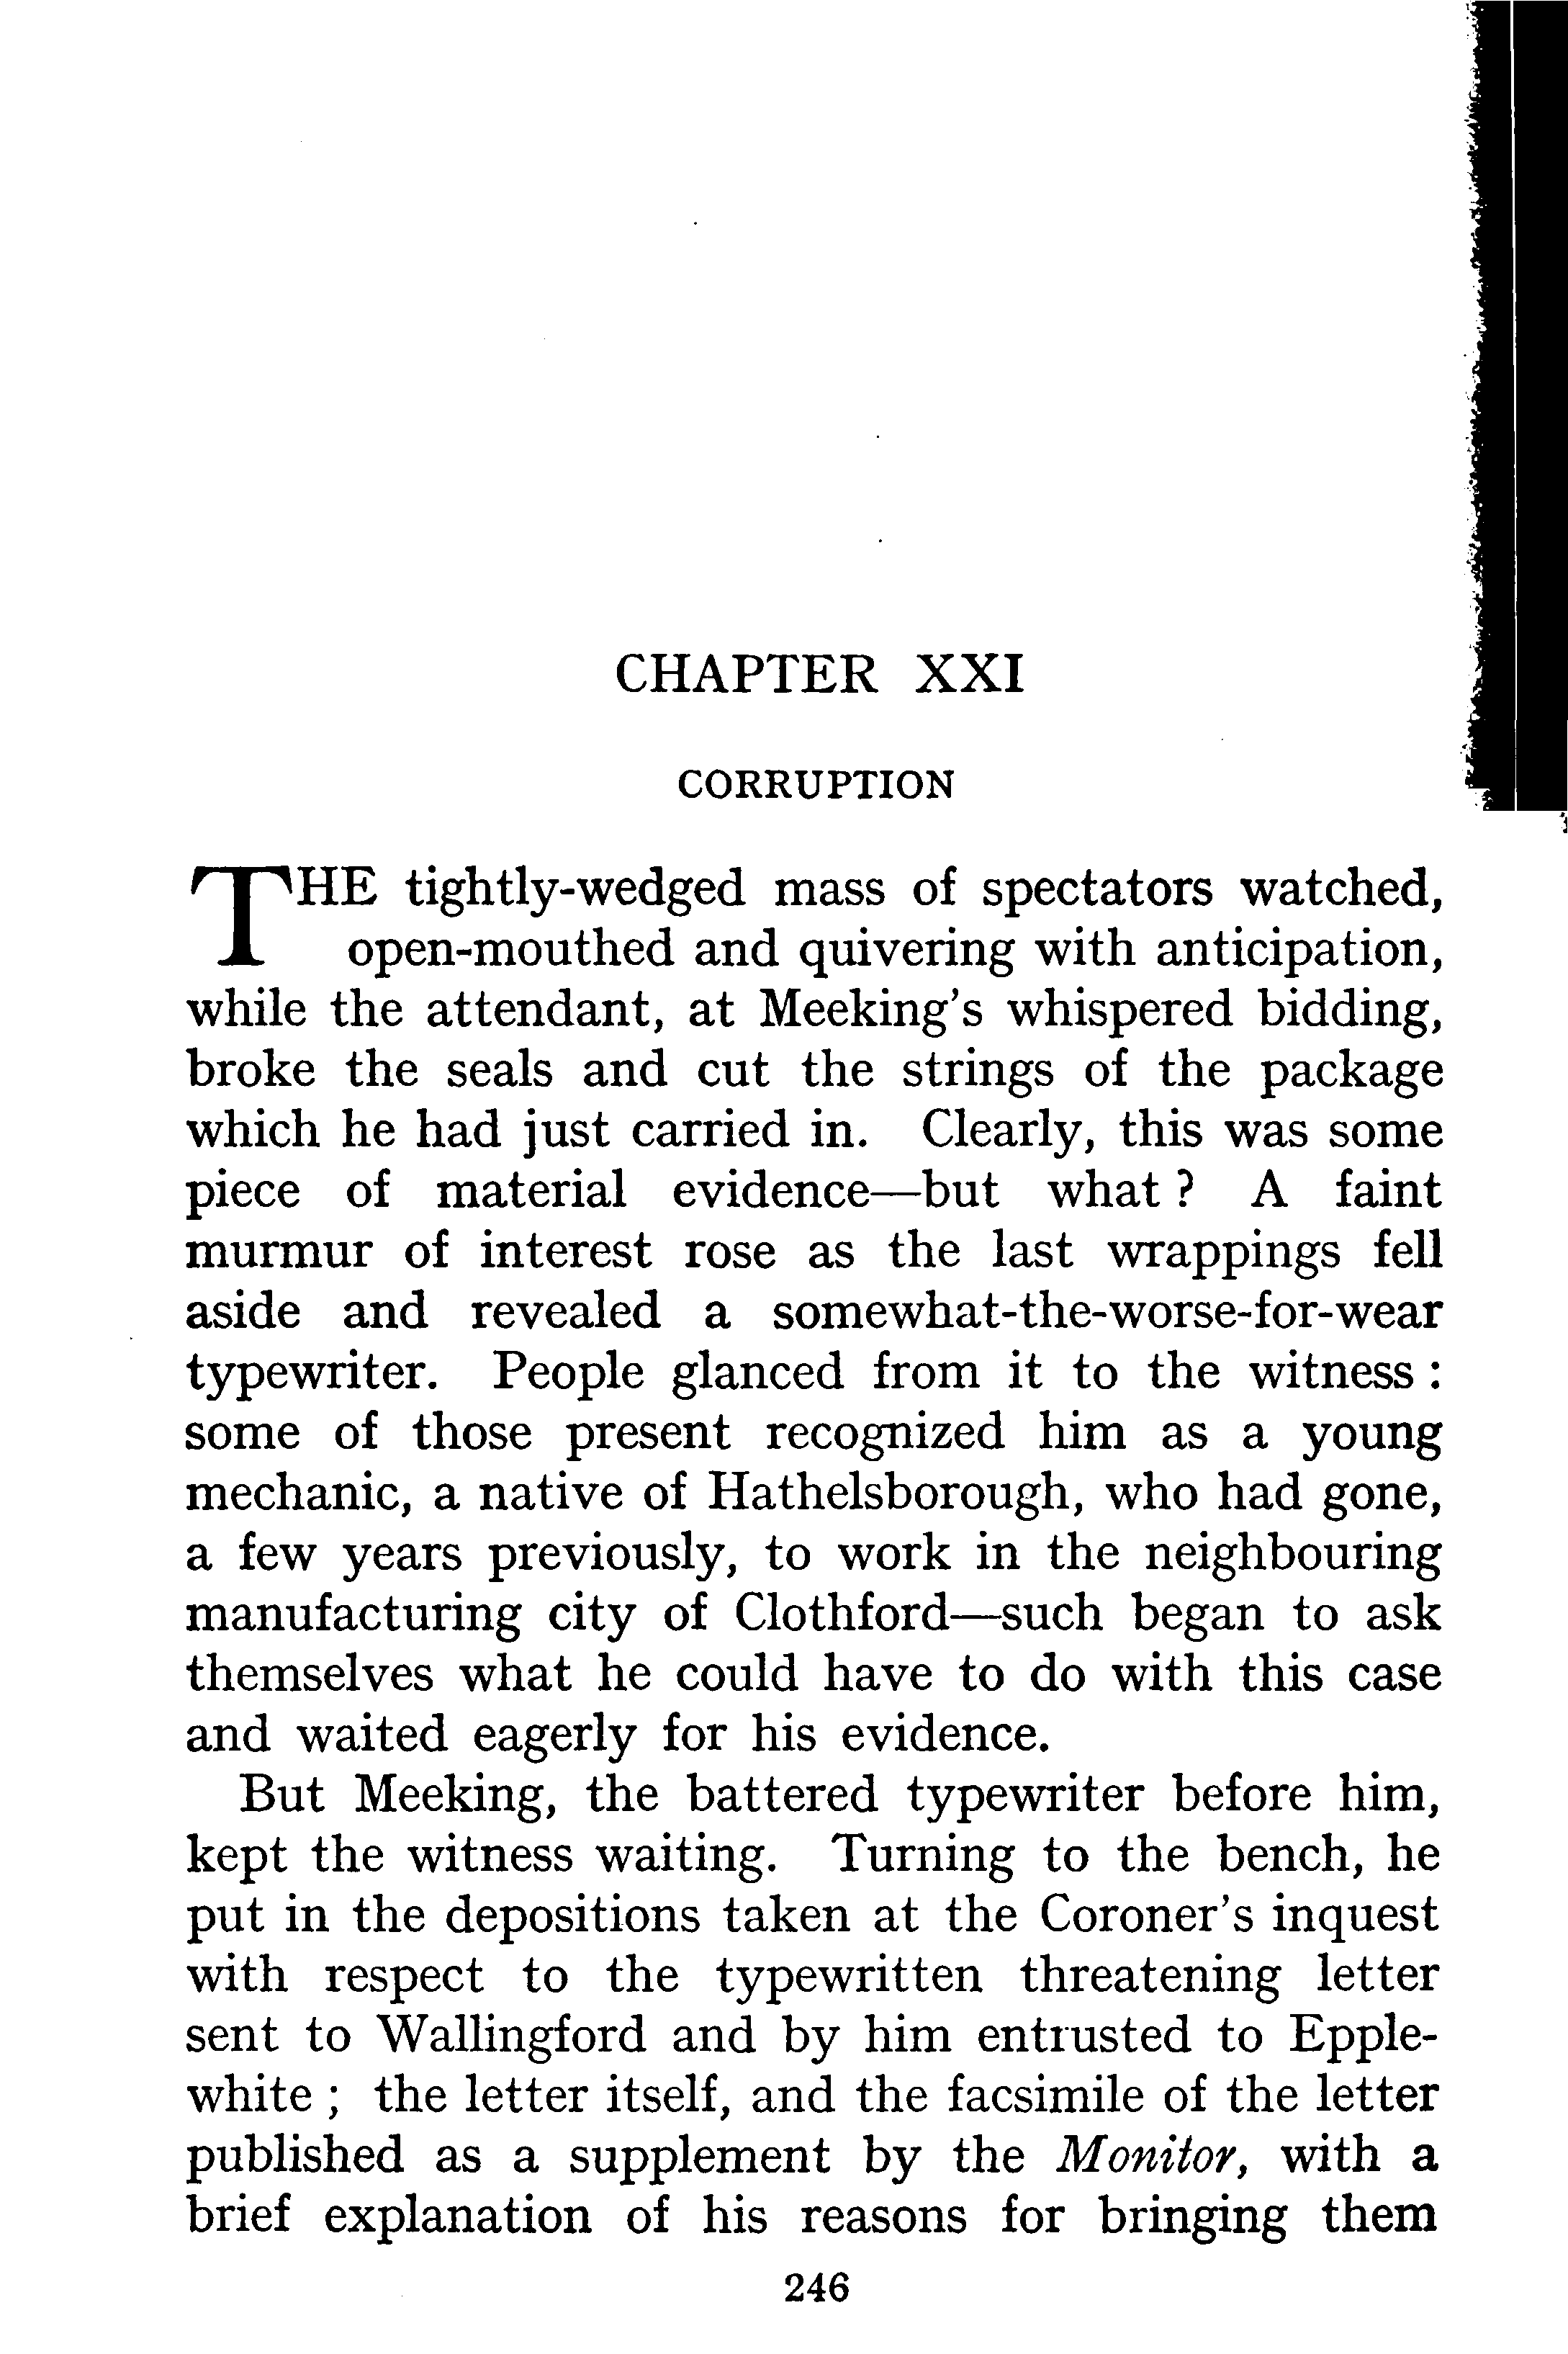 CHAPTER XXI
CORRUPTION
THE tightly-wedged mass of spectators watched,
open-mouthed and quivering with anticipation,
while the attendant, at Meeking's whispered bidding,
broke the seals and cut the strings of the package
which he had just carried in. Clearly, this was some
piece of material evidence—but what ? A faint
murmur of interest rose as the last wrappings fell
aside and revealed a somewhat-the-worse-for-wear
typewriter. People glanced from it to the witness :
some of those present recognized him as a young
mechanic, a native of Hathelsborough, who had gone,
a few years previously, to work in the neighbouring
manufacturing city of Clothford—such began to ask
themselves what he could have to do with this case
and waited eagerly for his evidence.
But Meeking, the battered typewriter before him,
kept the witness waiting. Turning to the bench, he
put in the depositions taken at the Coroner's inquest
with respect to the typewritten threatening letter
sent to Wallingford and by him entrusted to Epple-
white ; the letter itself, and the facsimile of the letter
published as a supplement by the Monitor, with a
brief explanation of his reasons for bringing them
246